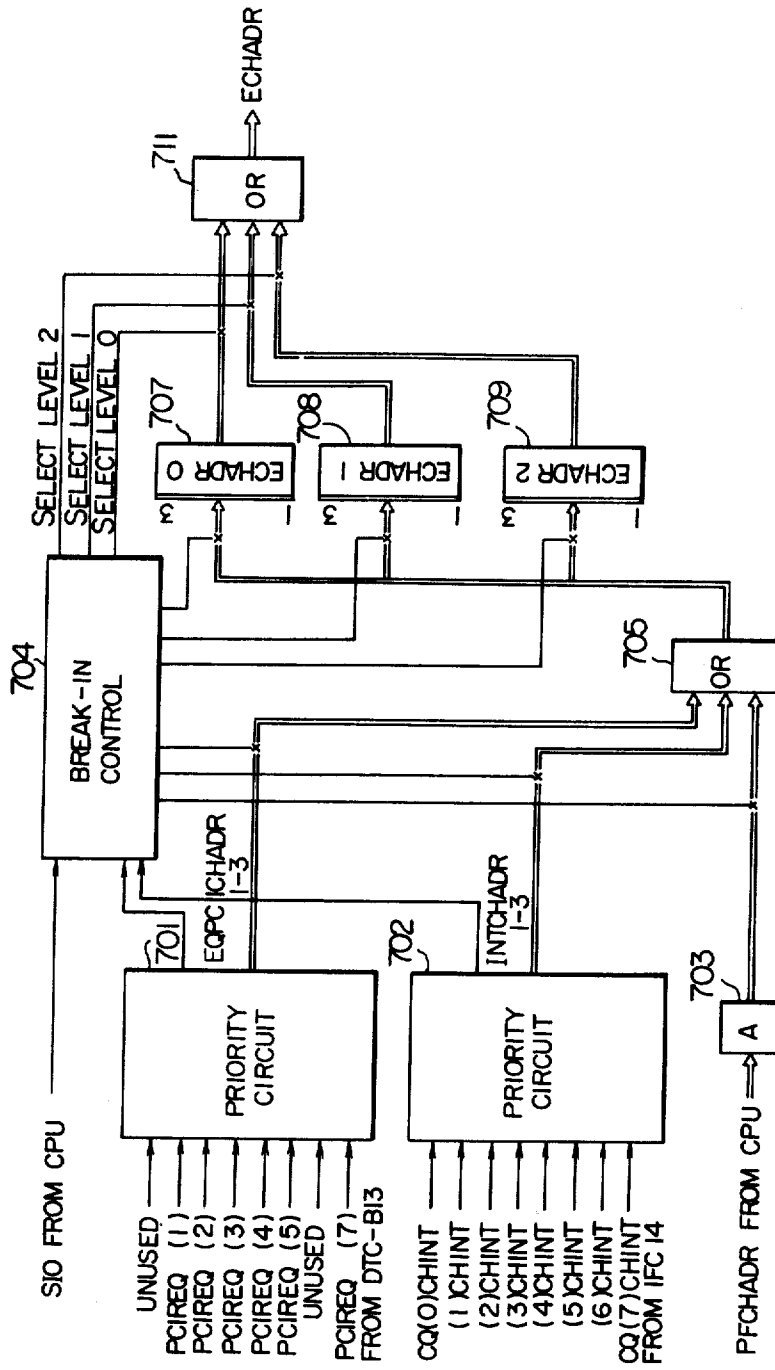 SIO FROM CPU
UNUSED
PCIREQ (1)
PCIREQ (2)
PCIREQ (3)
PCIREQ (4)
PCIREQ (5)
UNUSED
PCIREQ (7)
FROM DTC-B13
CQ(0)CHINT
(1)CHINT
(2)CHINT
(3)CHINT
(4)CHINT
(5)CHINT
(6)CHINT
CQ(7)CHINT
FROM IFC 14
PFCHADR FROM CPU
701
PRIORITY
CIRCUIT
702
PRIORITY
CIRCUIT
703
A
EQPCICHADR
1-3
INTCHADR
1-3
704
BREAK-IN
CONTROL
705
OR
SELECT LEVEL 2
SELECT LEVEL 1
SELECT LEVEL 0
707
ECHADR 0
3
1
708
ECHADR 1
3
1
709
ECHADR 2
3
1
711
OR
ECHADR